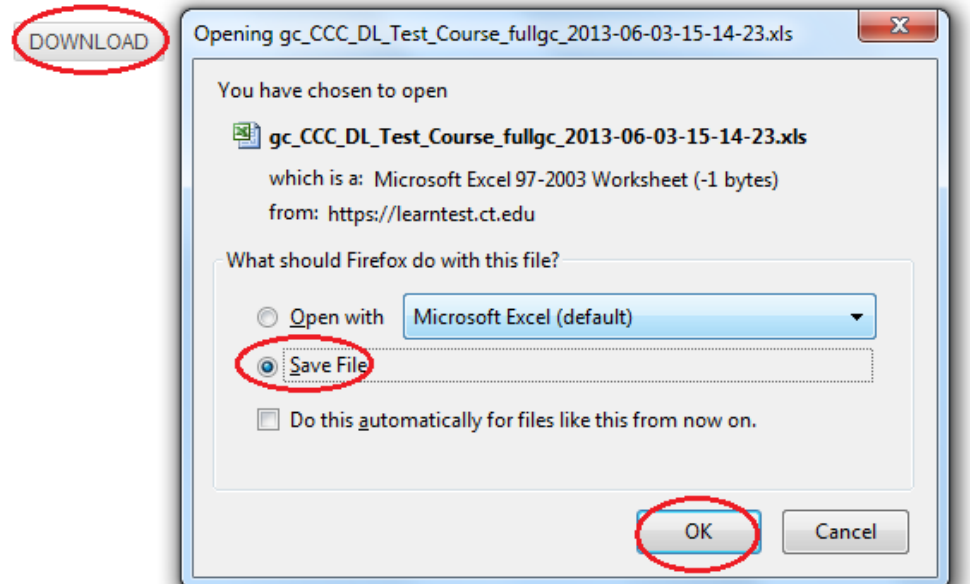 DOWNLOAD
Opening gc_CCC_DL_Test_Course_fullgc_2013-06-03-15-14-23.xls
You have chosen to open
gc_CCC_DL_Test_Course_fullgc_2013-06-03-15-14-23.xls
which is a: Microsoft Excel 97-2003 Worksheet (-1 bytes)
from: https://learntest.ct.edu
What should Firefox do with this file?
Open with Microsoft Excel (default)
Save File
Do this automatically for files like this from now on.
OK Cancel